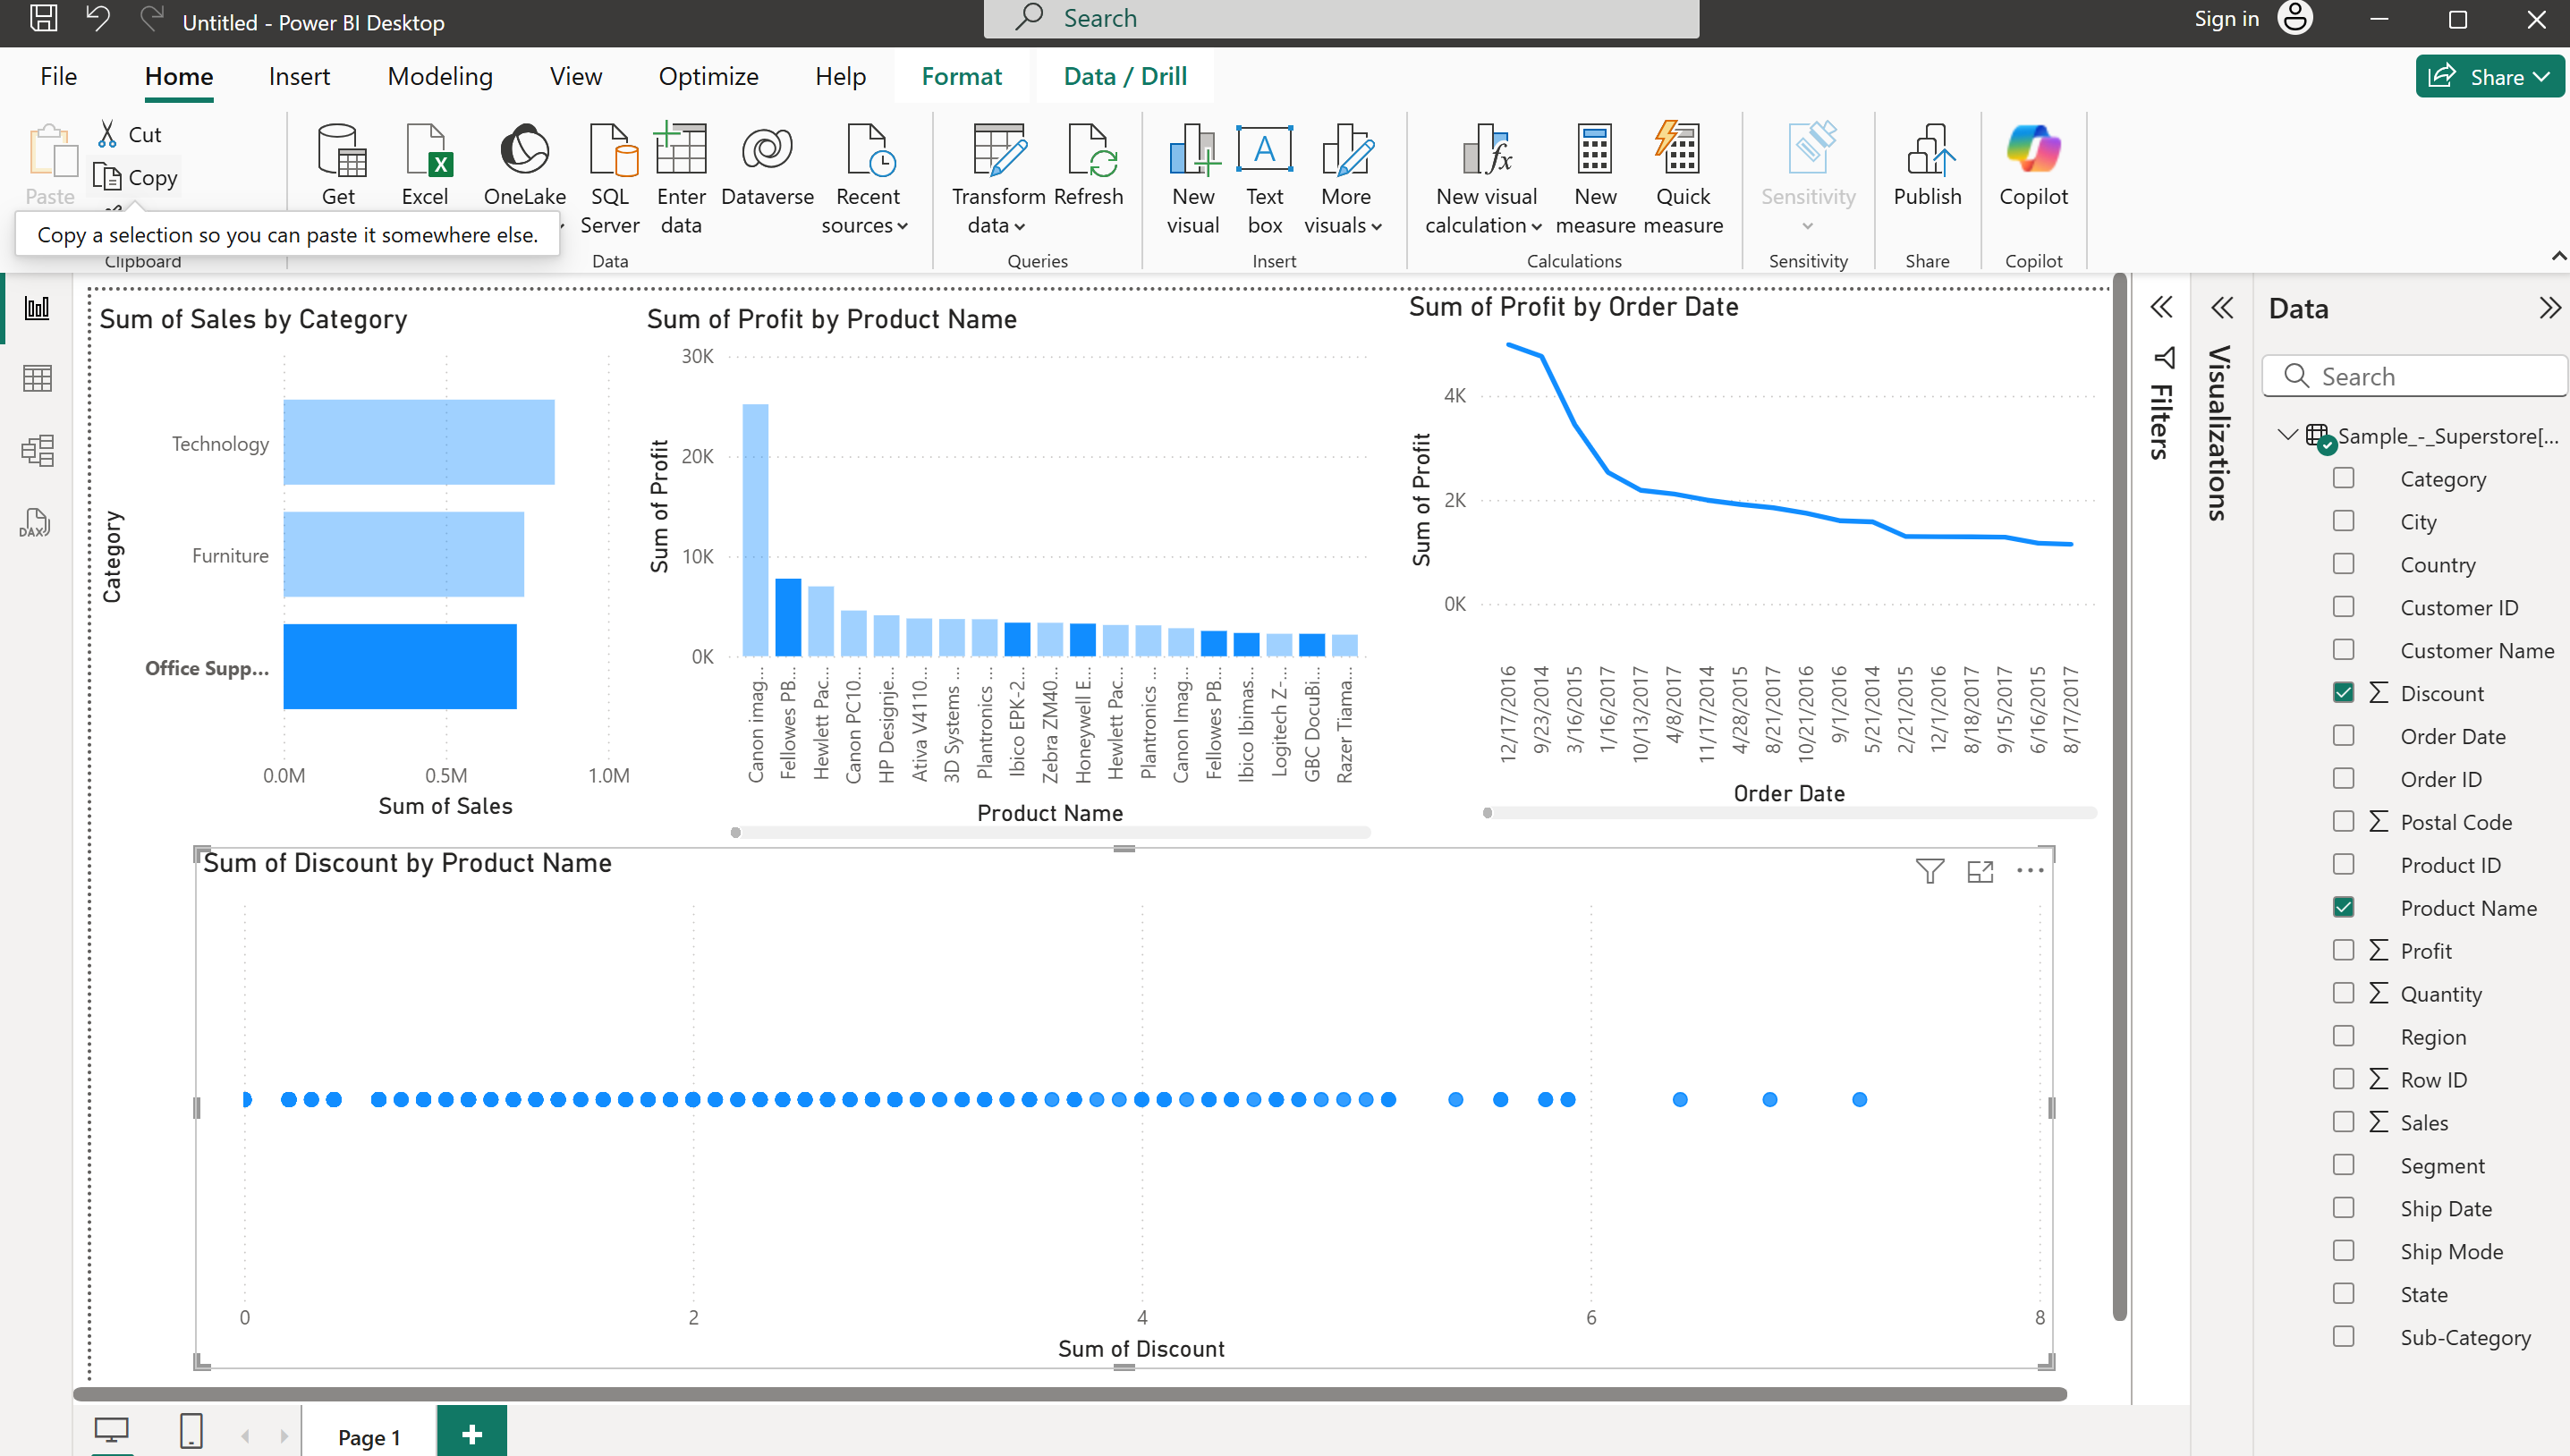 Untitled - Power BI Desktop
Search
Sign in
File Home Insert Modeling View Optimize Help Format Data / Drill
Share
Paste
Cut
Copy
Get
Excel
OneLake
SQL Server
Enter data
Dataverse
Recent sources
Transform data
Refresh
New visual
Text box
More visuals
New visual calculation
New measure
Quick measure
Sensitivity
Publish
Copilot
Copy a selection so you can paste it somewhere else.
Clipboard
Data
Queries
Insert
Calculations
Sensitivity
Share
Copilot
DAX
Sum of Sales by Category
Category
Technology
Furniture
Office Supp...
0.0M 0.5M 1.0M
Sum of Sales
Sum of Profit by Product Name
Sum of Profit
30K
20K
10K
0K
Canon imag...
Fellowes PB...
Hewlett Pac...
Canon PC10...
HP Designje...
Ativa V4110...
3D Systems ...
Plantronics ...
Ibico EPK-2...
Zebra ZM40...
Honeywell E...
Hewlett Pac...
Plantronics ...
Canon Imag...
Fellowes PB...
Ibico Ibimas...
Logitech Z-...
GBC DocuBi...
Razer Tiama...
Product Name
Sum of Profit by Order Date
Sum of Profit
4K
2K
0K
12/17/2016
9/23/2014
3/16/2015
1/16/2017
10/13/2017
4/8/2017
11/17/2014
4/28/2015
8/21/2017
10/21/2016
9/1/2016
5/21/2014
2/21/2015
12/1/2016
8/18/2017
9/15/2017
6/16/2015
8/17/2017
Order Date
Sum of Discount by Product Name
0 2 4 6 8
Sum of Discount
Filters
Visualizations
Data
Search
Sample_-_Superstore[...
Category
City
Country
Customer ID
Customer Name
Discount
Order Date
Order ID
Postal Code
Product ID
Product Name
Profit
Quantity
Region
Row ID
Sales
Segment
Ship Date
Ship Mode
State
Sub-Category
Page 1